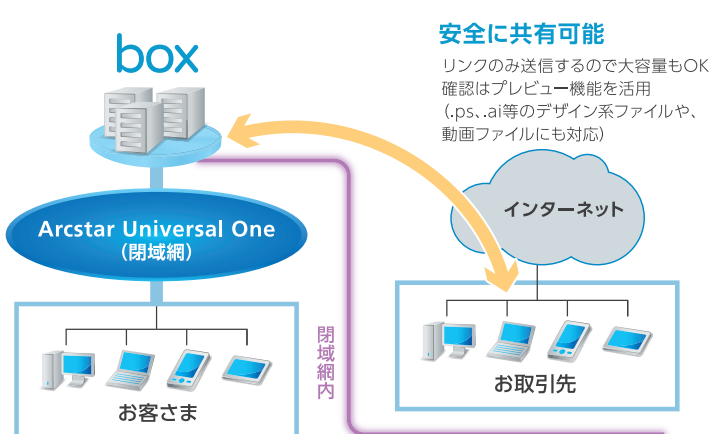 box
安全に共有可能
リンクのみ送信するので大容量もOK
確認はプレビュー機能を活用
（.ps、.ai等のデザイン系ファイルや、
動画ファイルにも対応）
インターネット
Arcstar Universal One
（閉域網）
閉域網内
お客さま
お取引先